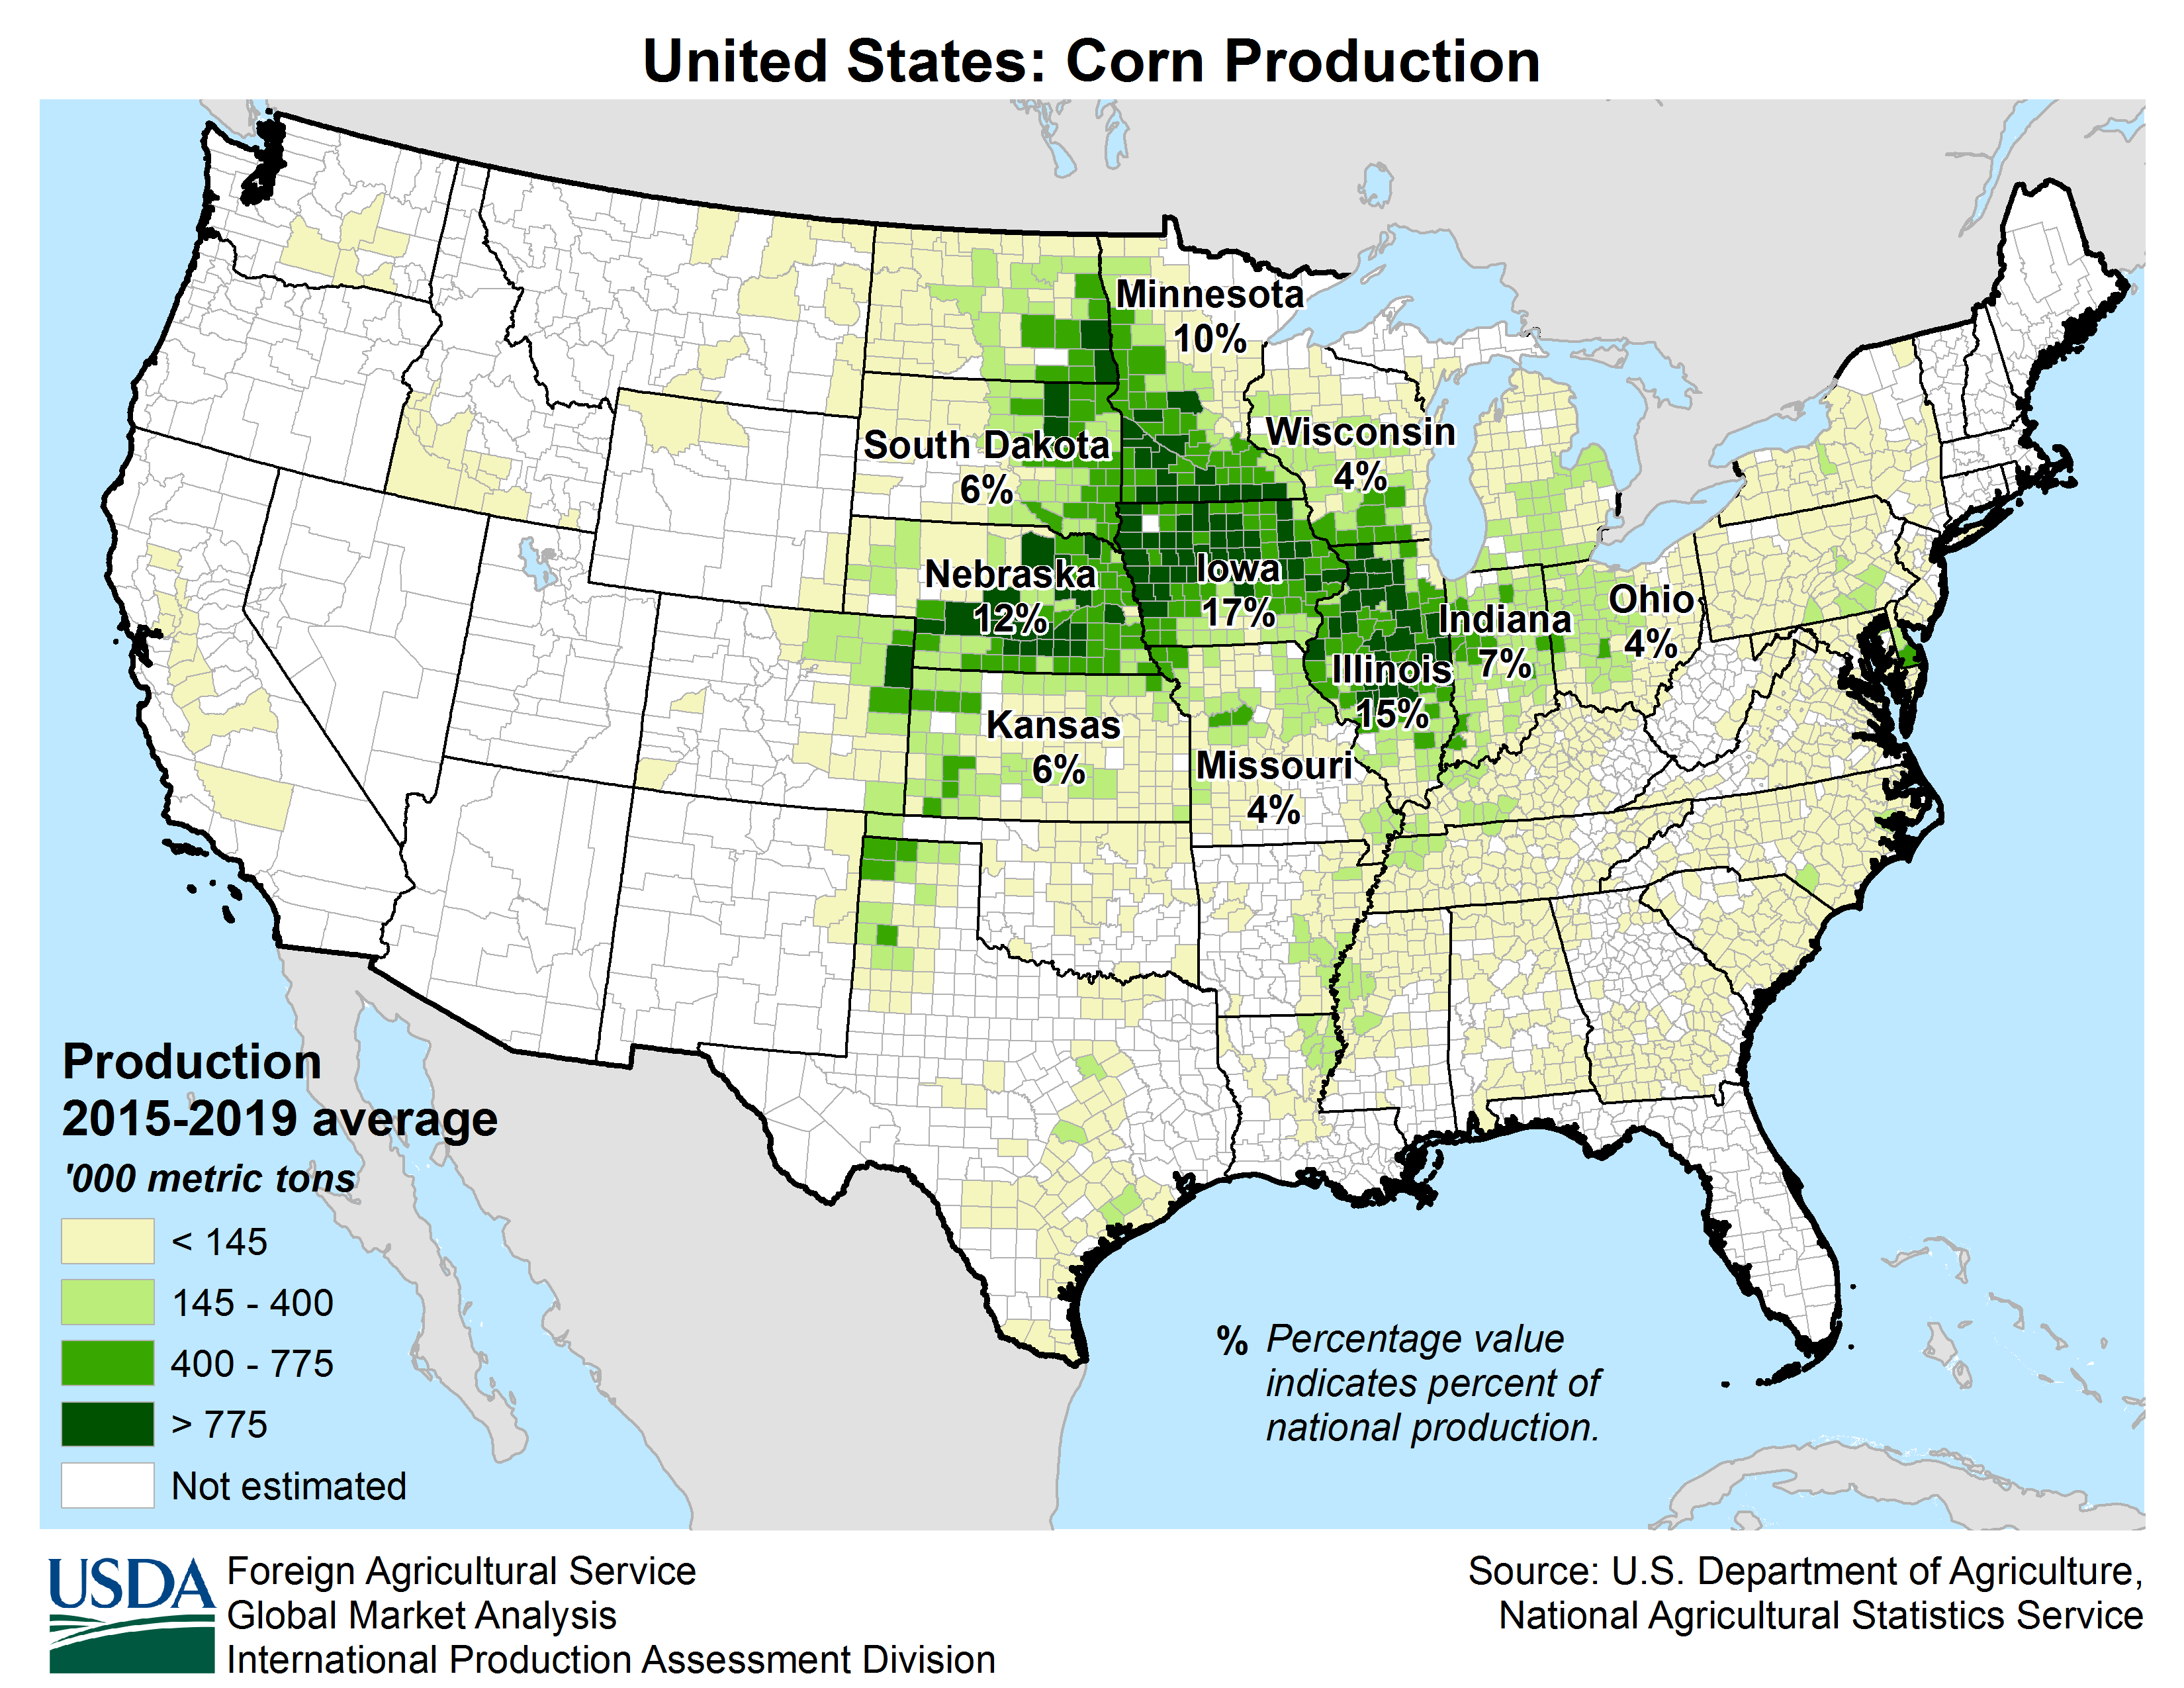 United States: Corn Production
Minnesota
10%
South Dakota
6%
Wisconsin
4%
Nebraska
12%
Iowa
17%
Illinois
15%
Indiana
7%
Ohio
4%
Kansas
6%
Missouri
4%
Production
2015-2019 average
'000 metric tons
< 145
145 - 400
400 - 775
> 775
Not estimated
% Percentage value
indicates percent of
national production.
USDA
Foreign Agricultural Service
Global Market Analysis
International Production Assessment Division
Source: U.S. Department of Agriculture,
National Agricultural Statistics Service